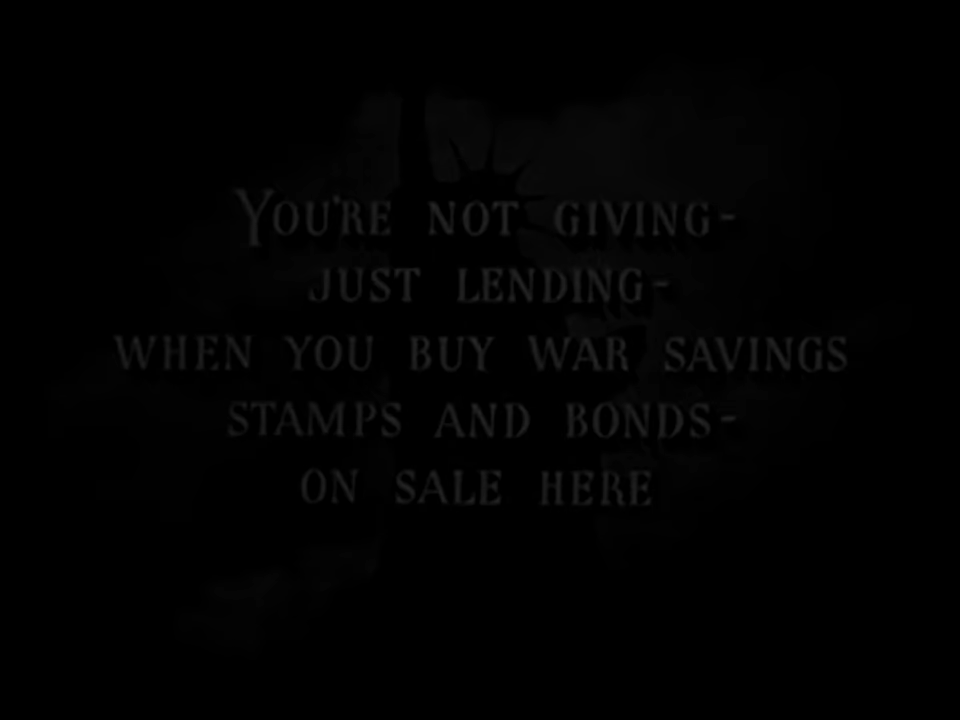 YOU'RE NOT GIVING-
JUST LENDING-
WHEN YOU BUY WAR SAVINGS
STAMPS AND BONDS-
ON SALE HERE